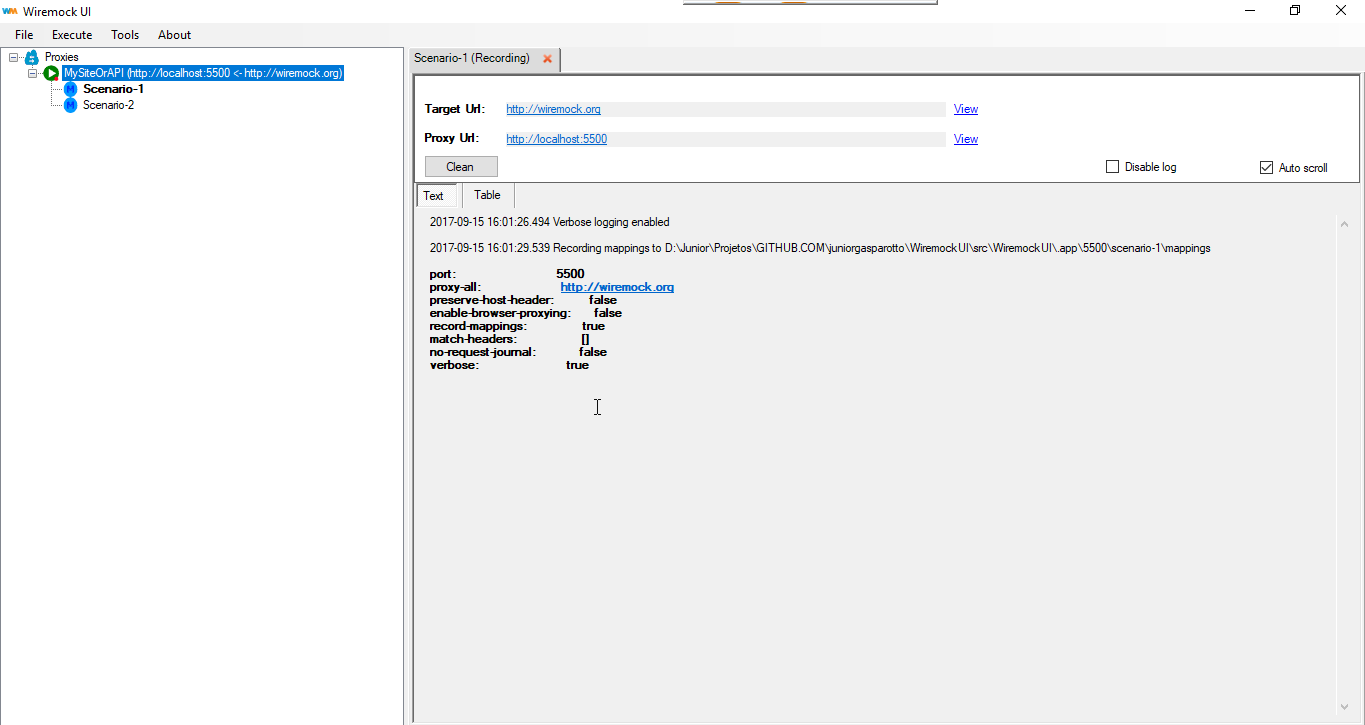 WM Wiremock UI
File Execute Tools About
Proxies
MySiteOrAPI (http://localhost:5500 <- http://wiremock.org)
M Scenario-1
M Scenario-2
Scenario-1 (Recording)
Target Url: http://wiremock.org View
Proxy Url: http://localhost:5500 View
Clean Disable log Auto scroll
Text Table
2017-09-15 16:01:26.494 Verbose logging enabled
2017-09-15 16:01:29.539 Recording mappings to D:\Junior\Projetos\GITHUB.COM\juniorgasparotto\WiremockUI\src\WiremockUI\.app\5500\scenario-1\mappings
port: 5500
proxy-all: http://wiremock.org
preserve-host-header: false
enable-browser-proxying: false
record-mappings: true
match-headers: []
no-request-journal: false
verbose: true